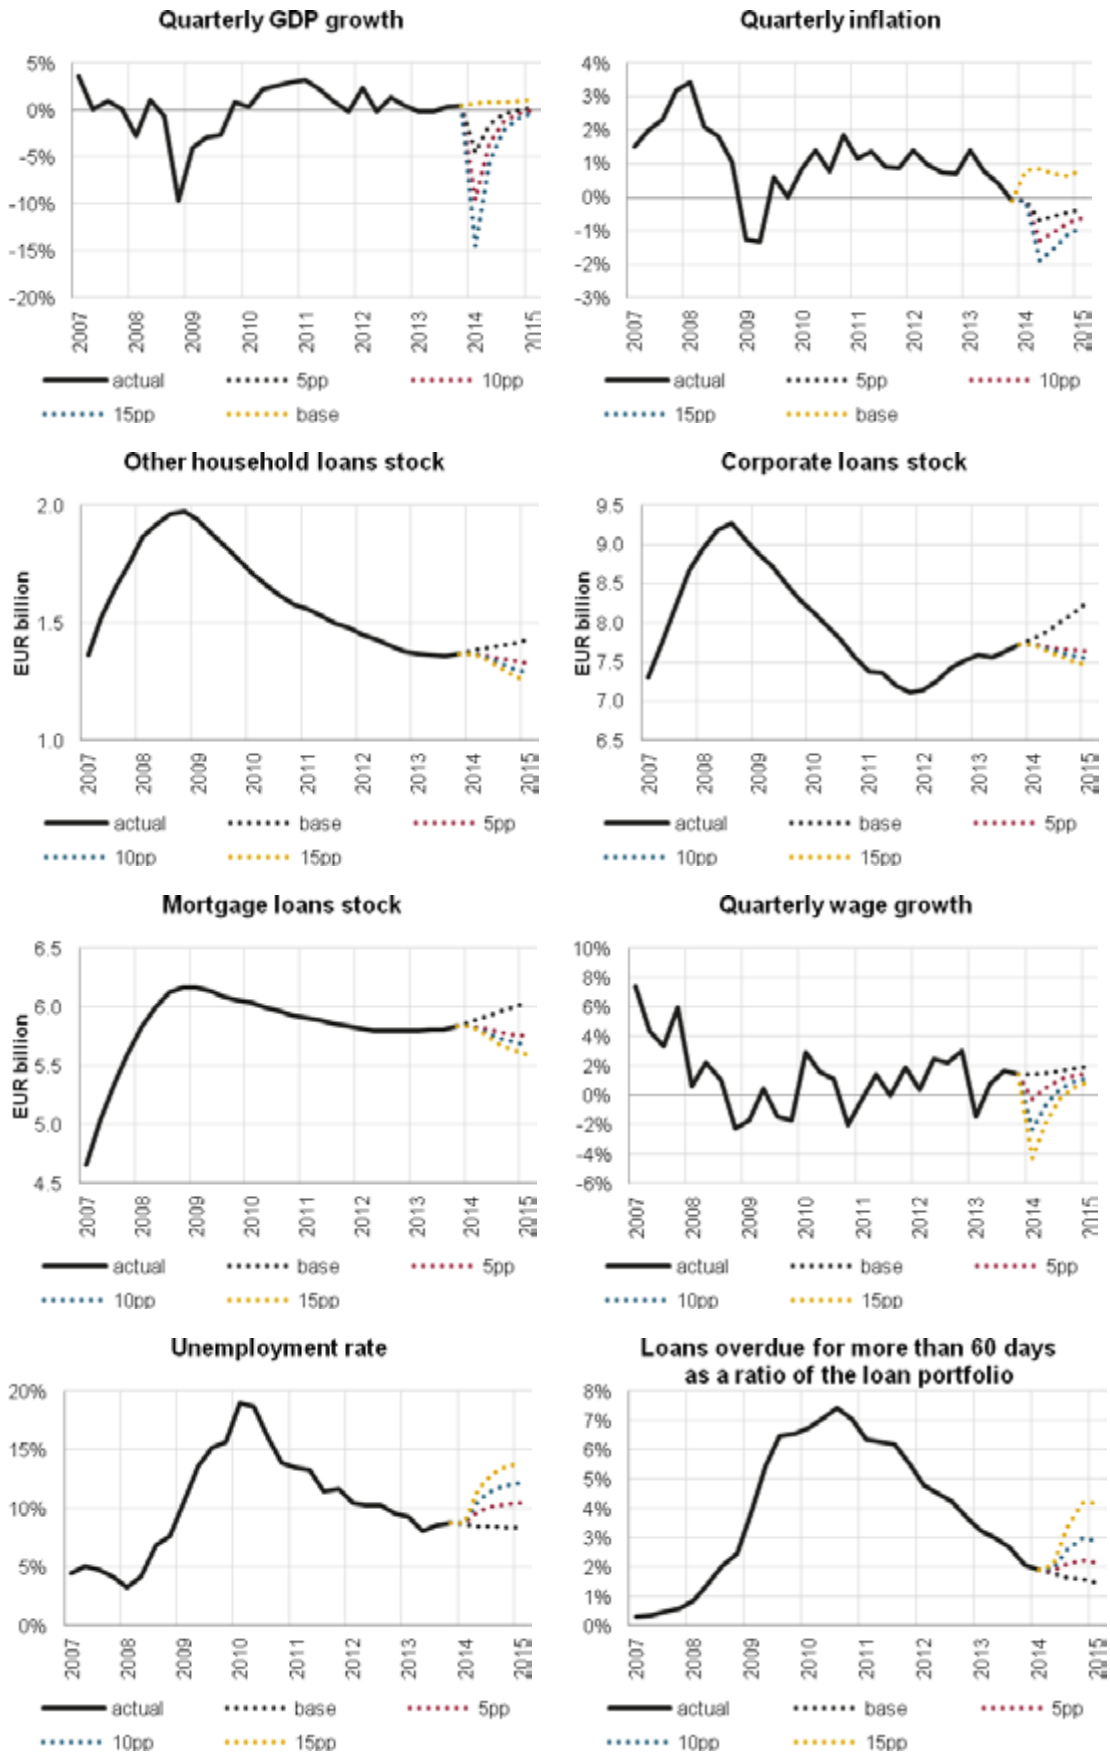 Quarterly GDP growth
5%
0%
-5%
-10%
-15%
-20%
2007
2008
2009
2010
2011
2012
2013
2014
2015
actual
5pp
10pp
15pp
base
Quarterly inflation
4%
3%
2%
1%
0%
-1%
-2%
-3%
2007
2008
2009
2010
2011
2012
2013
2014
2015
actual
5pp
10pp
15pp
base
Other household loans stock
EUR billion
2.0
1.5
1.0
2007
2008
2009
2010
2011
2012
2013
2014
2015
actual
base
5pp
10pp
15pp
Corporate loans stock
EUR billion
9.5
9.0
8.5
8.0
7.5
7.0
6.5
2007
2008
2009
2010
2011
2012
2013
2014
2015
actual
base
5pp
10pp
15pp
Mortgage loans stock
EUR billion
6.5
6.0
5.5
5.0
4.5
2007
2008
2009
2010
2011
2012
2013
2014
2015
actual
base
5pp
10pp
15pp
Quarterly wage growth
10%
8%
6%
4%
2%
0%
-2%
-4%
-6%
2007
2008
2009
2010
2011
2012
2013
2014
2015
actual
base
5pp
10pp
15pp
Unemployment rate
20%
15%
10%
5%
0%
2007
2008
2009
2010
2011
2012
2013
2014
2015
actual
base
5pp
10pp
15pp
Loans overdue for more than 60 days
as a ratio of the loan portfolio
8%
7%
6%
5%
4%
3%
2%
1%
0%
2007
2008
2009
2010
2011
2012
2013
2014
2015
actual
base
5pp
10pp
15pp